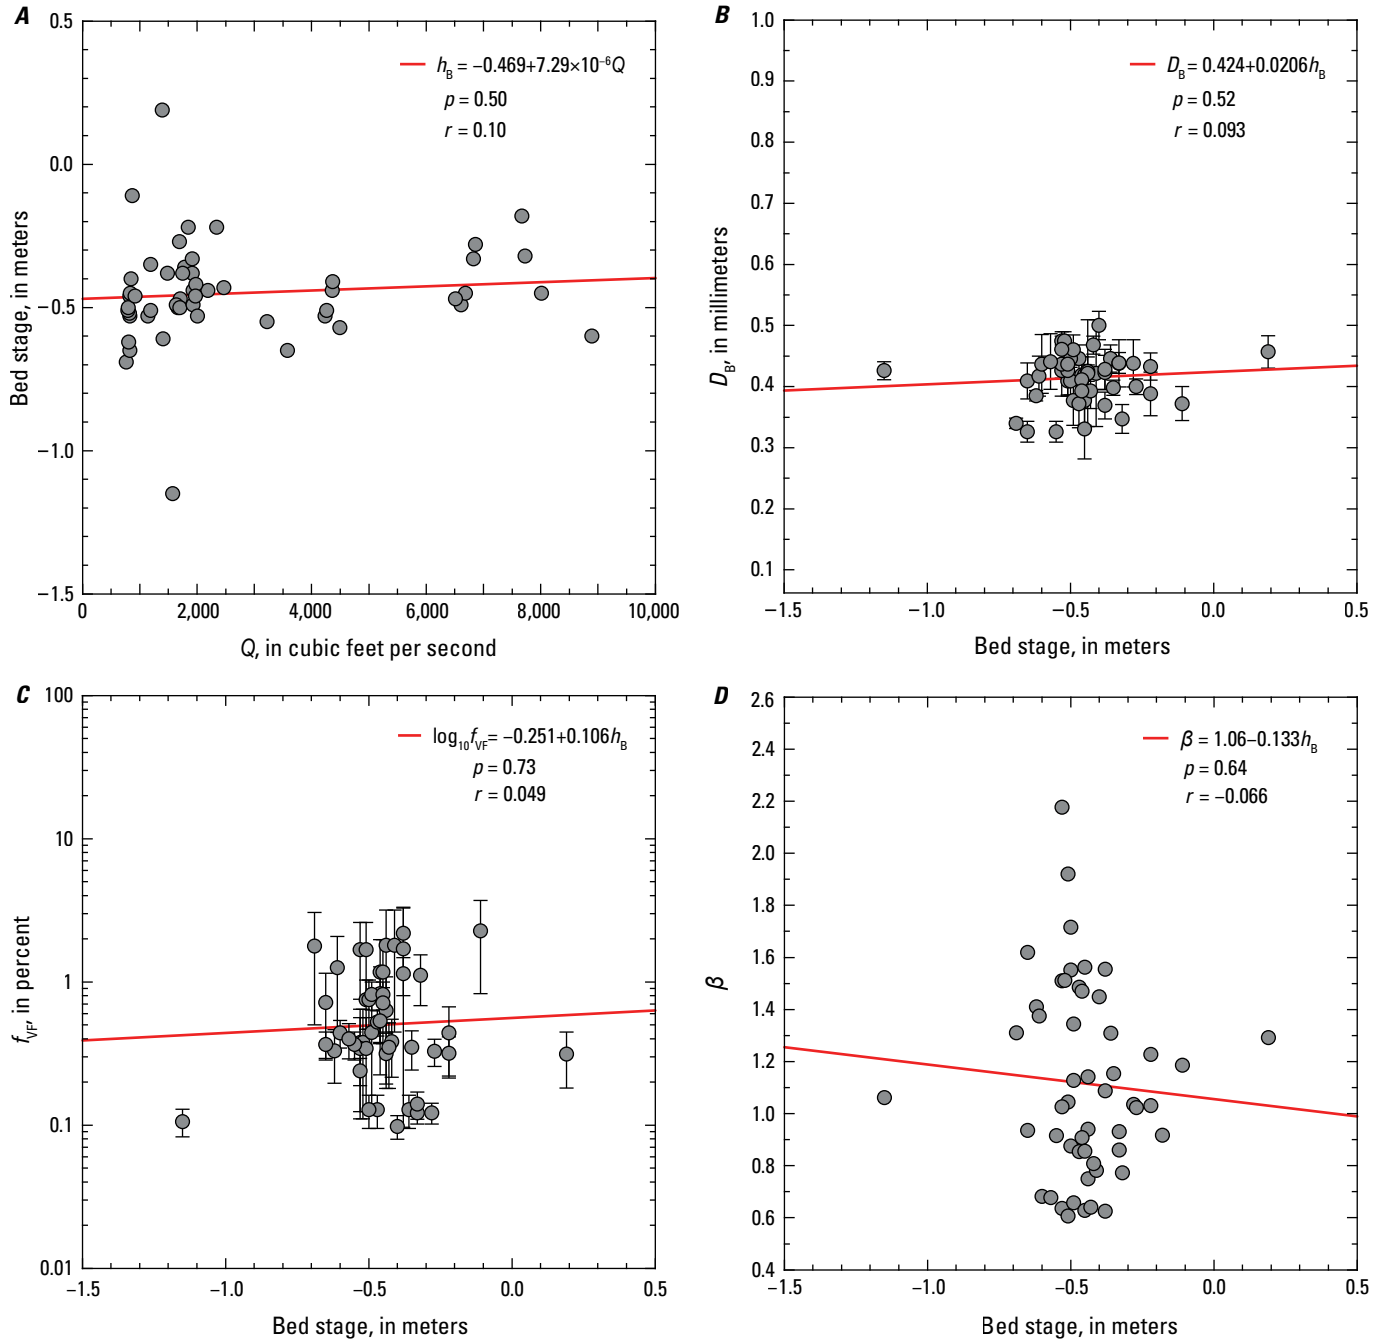 A
0.5
0.0
−0.5
−1.0
−1.5
Bed stage, in meters
h_B = −0.469+7.29×10⁻⁶Q
p = 0.50
r = 0.10
0 2,000 4,000 6,000 8,000 10,000
Q, in cubic feet per second
B
1.0
0.9
0.8
0.7
0.6
0.5
0.4
0.3
0.2
0.1
D_B, in millimeters
D_B = 0.424+0.0206h_B
p = 0.52
r = 0.093
−1.5 −1.0 −0.5 0.0 0.5
Bed stage, in meters
C
100
10
1
0.1
0.01
f_VF, in percent
log₁₀f_VF = −0.251+0.106h_B
p = 0.73
r = 0.049
−1.5 −1.0 −0.5 0.0 0.5
Bed stage, in meters
D
2.6
2.4
2.2
2.0
1.8
1.6
1.4
1.2
1.0
0.8
0.6
0.4
β
β = 1.06−0.133h_B
p = 0.64
r = −0.066
−1.5 −1.0 −0.5 0.0 0.5
Bed stage, in meters